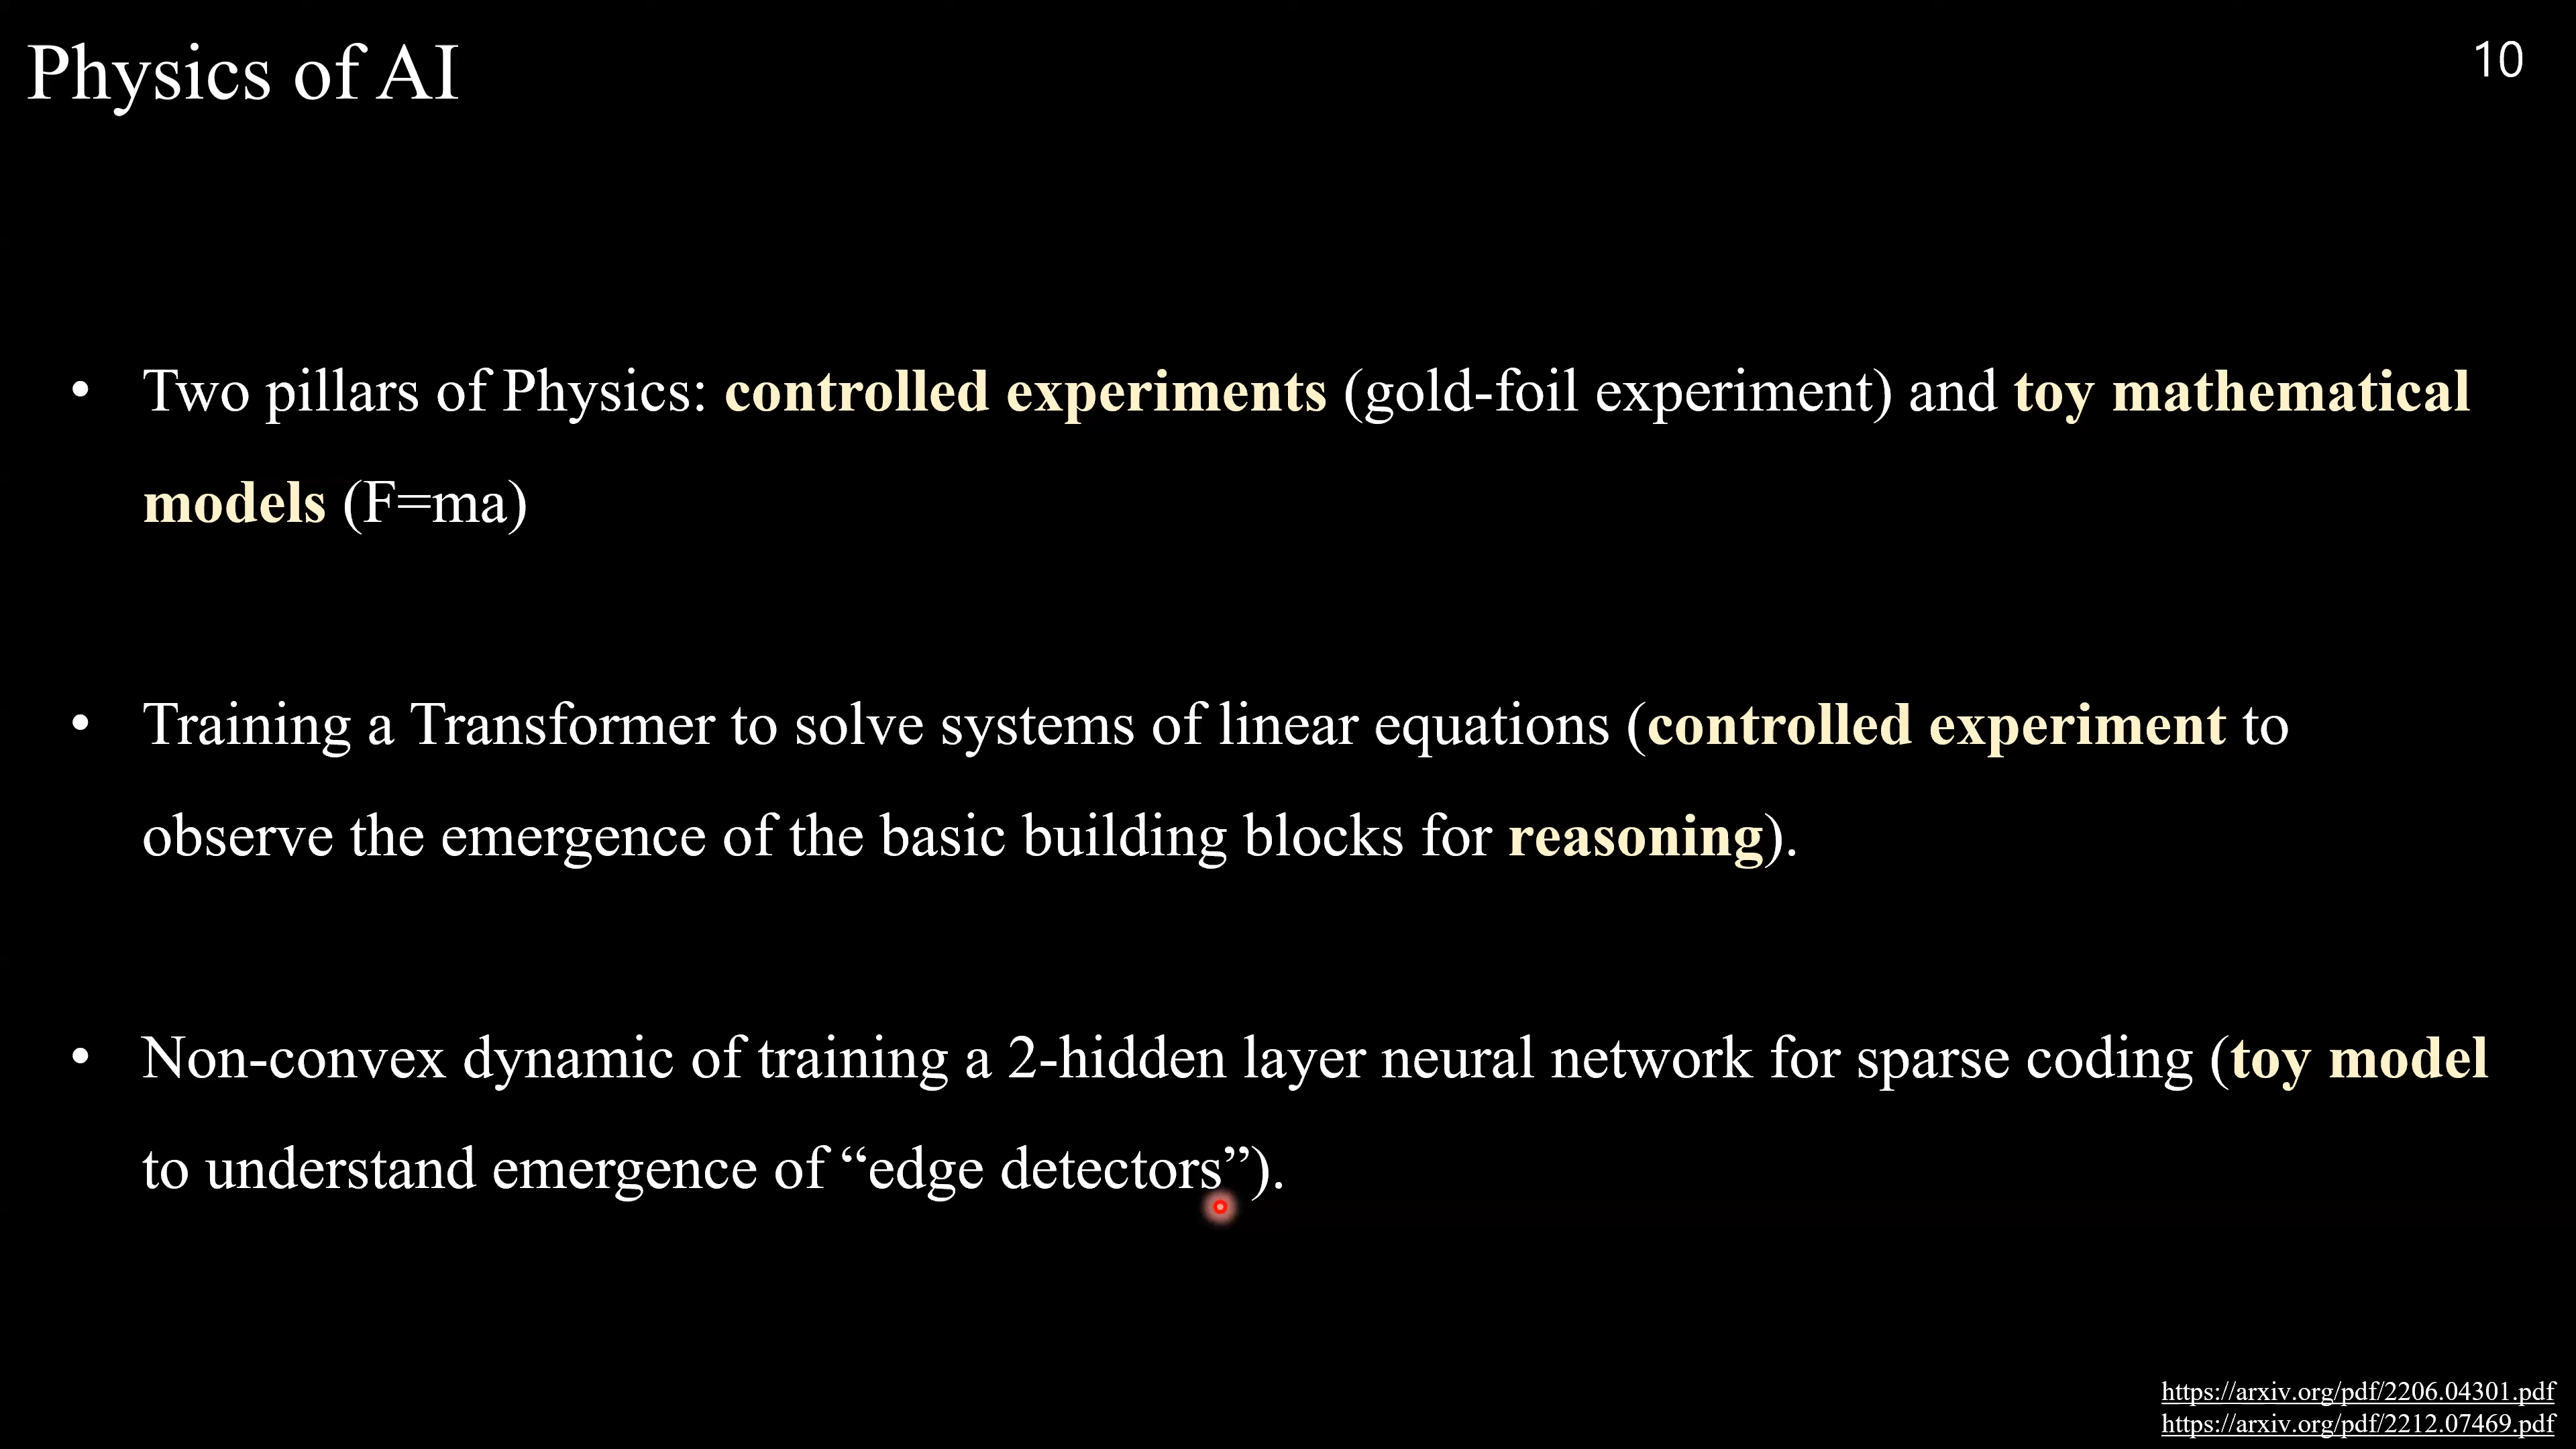 Physics of AI
10
• Two pillars of Physics: controlled experiments (gold-foil experiment) and toy mathematical
models (F=ma)
• Training a Transformer to solve systems of linear equations (controlled experiment to
observe the emergence of the basic building blocks for reasoning).
• Non-convex dynamic of training a 2-hidden layer neural network for sparse coding (toy model
to understand emergence of “edge detectors”).
https://arxiv.org/pdf/2206.04301.pdf
https://arxiv.org/pdf/2212.07469.pdf